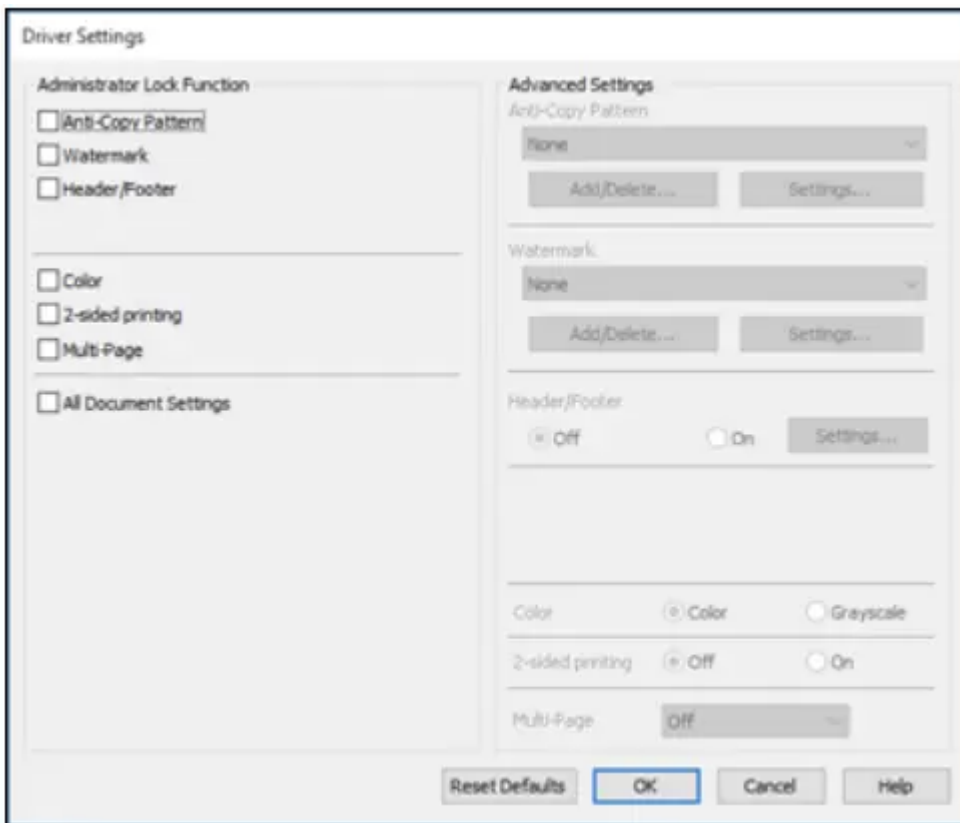 Driver Settings
Administrator Lock Function
Anti-Copy Pattern
Watermark
Header/Footer
Color
2-sided printing
Multi-Page
All Document Settings
Advanced Settings
Anti-Copy Pattern
None
Add/Delete... Settings...
Watermark
None
Add/Delete... Settings...
Header/Footer
Off On Settings...
Color Color Grayscale
2-sided printing Off On
Multi-Page Off
Reset Defaults OK Cancel Help